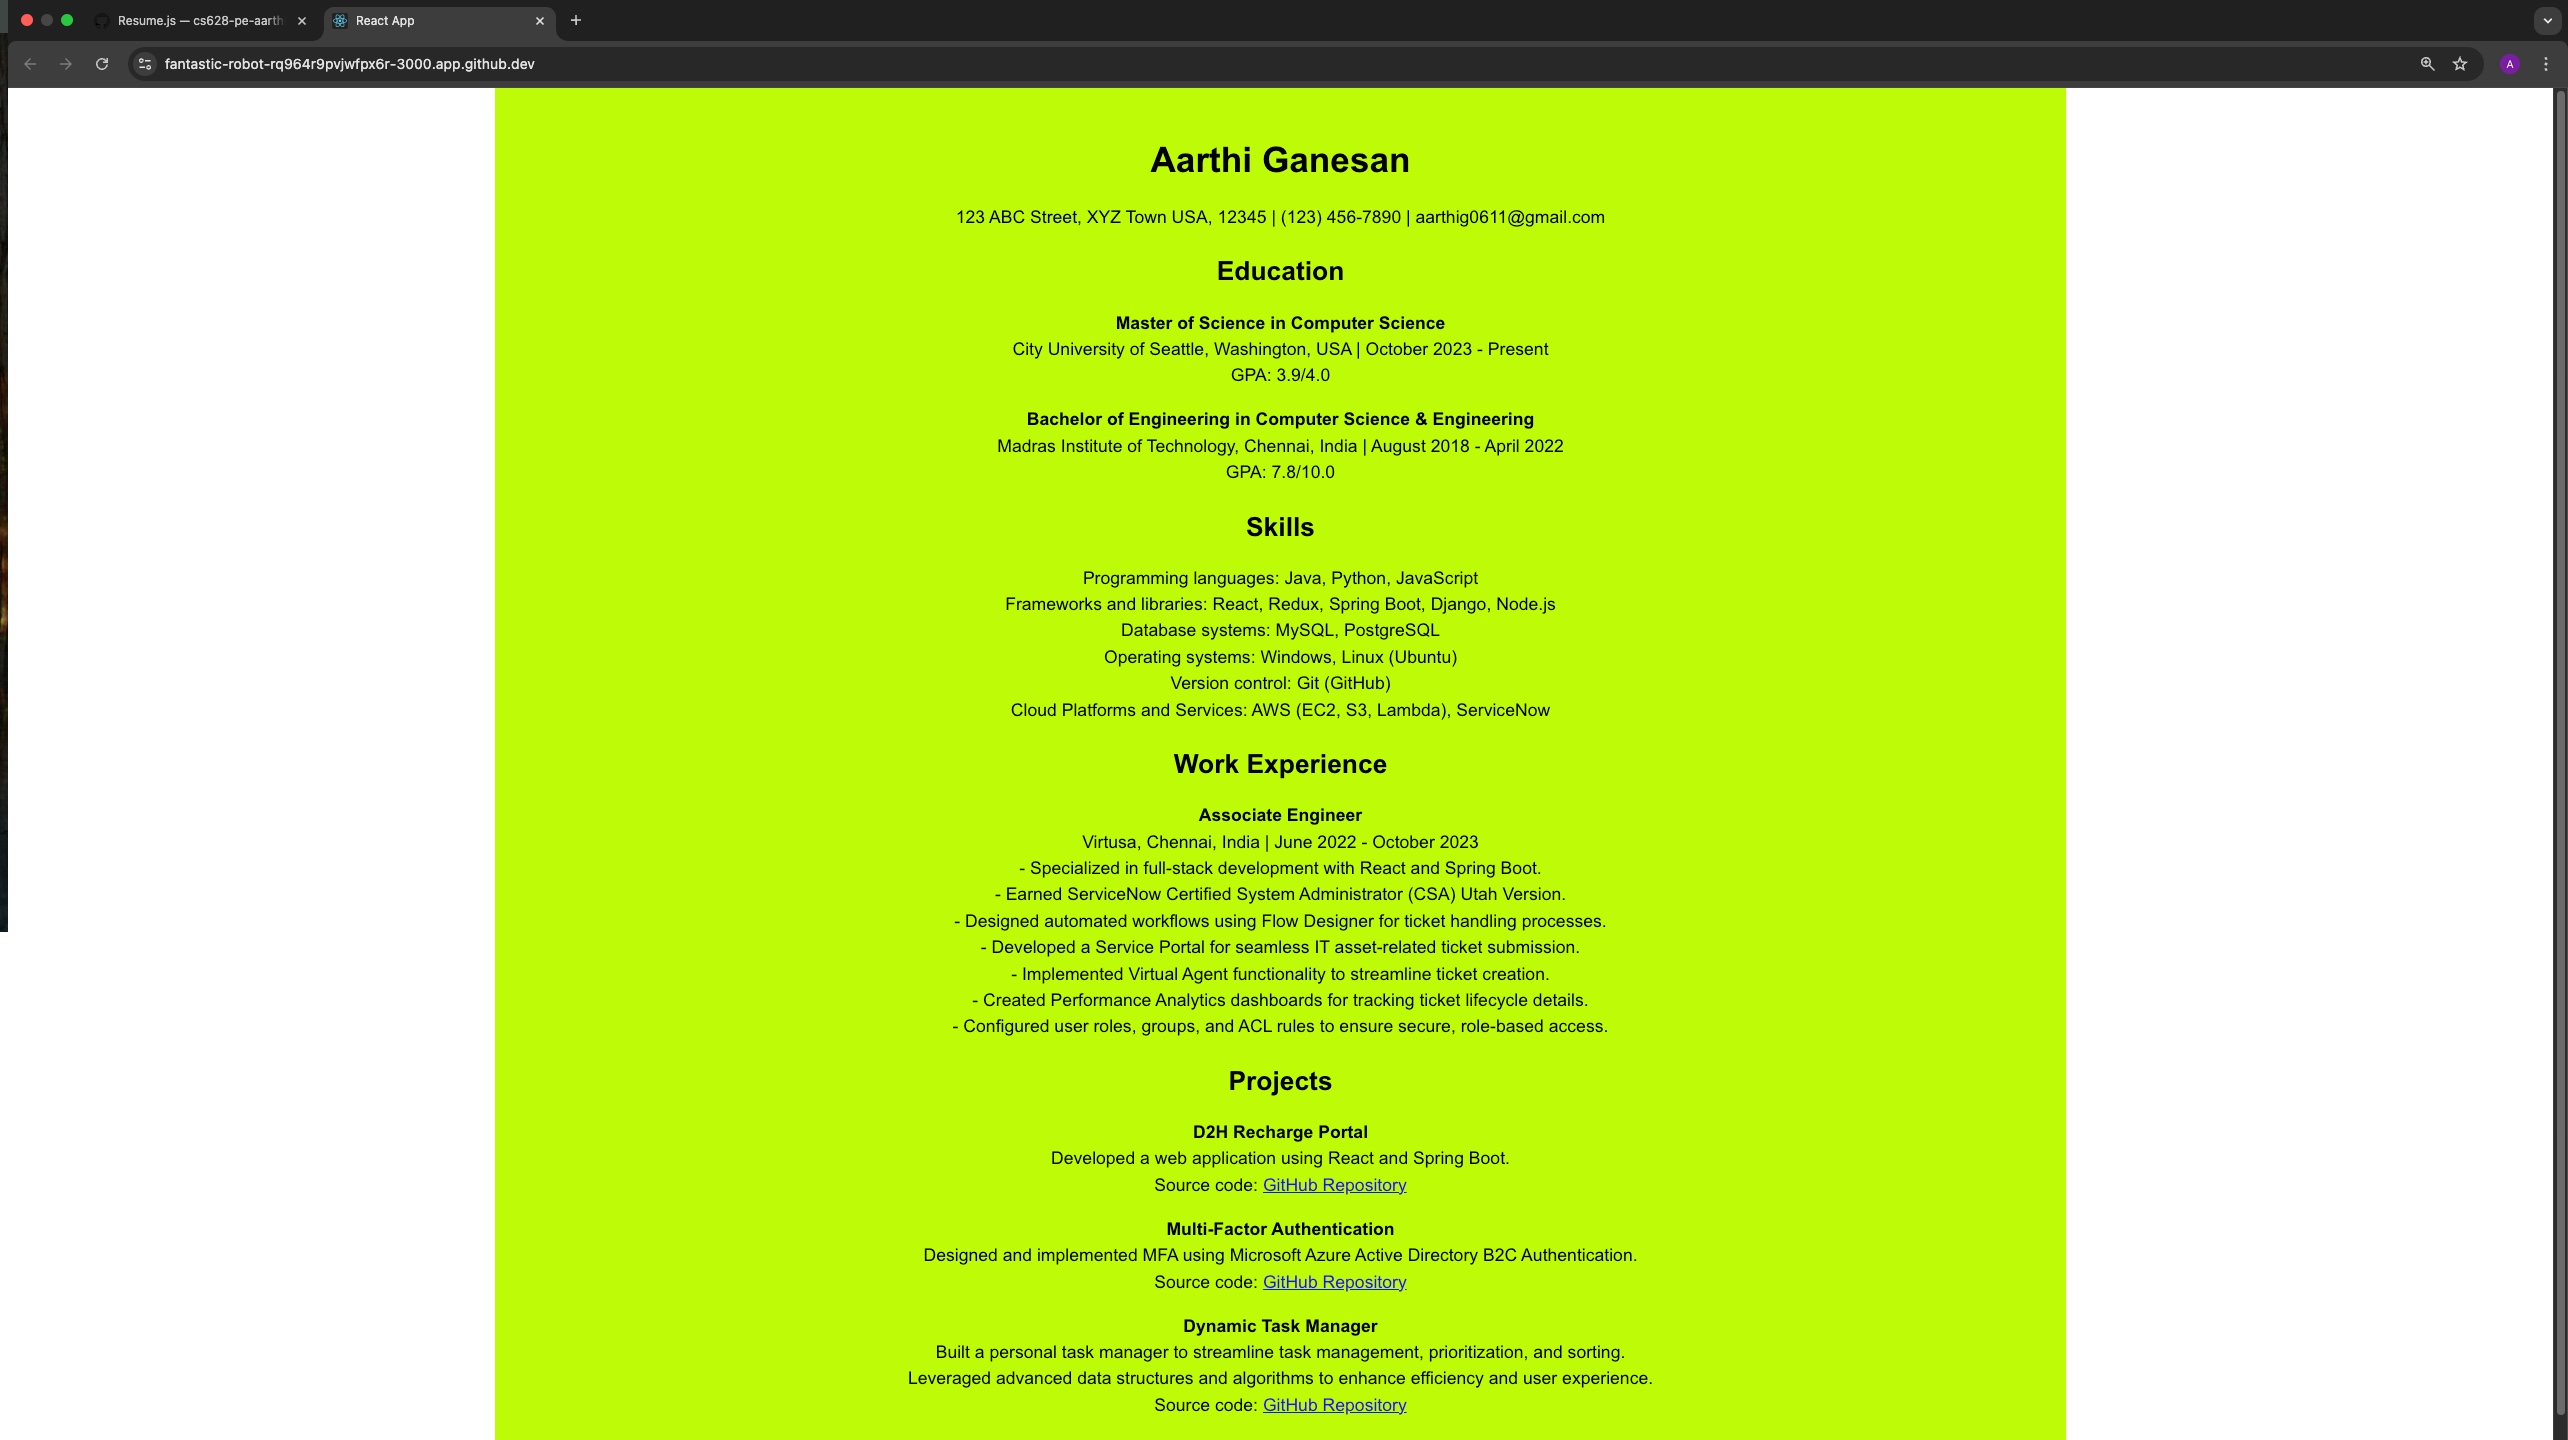 Resume.js — cs628-pe-aarth
React App
fantastic-robot-rq964r9pvjwfpx6r-3000.app.github.dev
A
Aarthi Ganesan
123 ABC Street, XYZ Town USA, 12345 | (123) 456-7890 | aarthig0611@gmail.com
Education
Master of Science in Computer Science
City University of Seattle, Washington, USA | October 2023 - Present
GPA: 3.9/4.0
Bachelor of Engineering in Computer Science & Engineering
Madras Institute of Technology, Chennai, India | August 2018 - April 2022
GPA: 7.8/10.0
Skills
Programming languages: Java, Python, JavaScript
Frameworks and libraries: React, Redux, Spring Boot, Django, Node.js
Database systems: MySQL, PostgreSQL
Operating systems: Windows, Linux (Ubuntu)
Version control: Git (GitHub)
Cloud Platforms and Services: AWS (EC2, S3, Lambda), ServiceNow
Work Experience
Associate Engineer
Virtusa, Chennai, India | June 2022 - October 2023
- Specialized in full-stack development with React and Spring Boot.
- Earned ServiceNow Certified System Administrator (CSA) Utah Version.
- Designed automated workflows using Flow Designer for ticket handling processes.
- Developed a Service Portal for seamless IT asset-related ticket submission.
- Implemented Virtual Agent functionality to streamline ticket creation.
- Created Performance Analytics dashboards for tracking ticket lifecycle details.
- Configured user roles, groups, and ACL rules to ensure secure, role-based access.
Projects
D2H Recharge Portal
Developed a web application using React and Spring Boot.
Source code: GitHub Repository
Multi-Factor Authentication
Designed and implemented MFA using Microsoft Azure Active Directory B2C Authentication.
Source code: GitHub Repository
Dynamic Task Manager
Built a personal task manager to streamline task management, prioritization, and sorting.
Leveraged advanced data structures and algorithms to enhance efficiency and user experience.
Source code: GitHub Repository